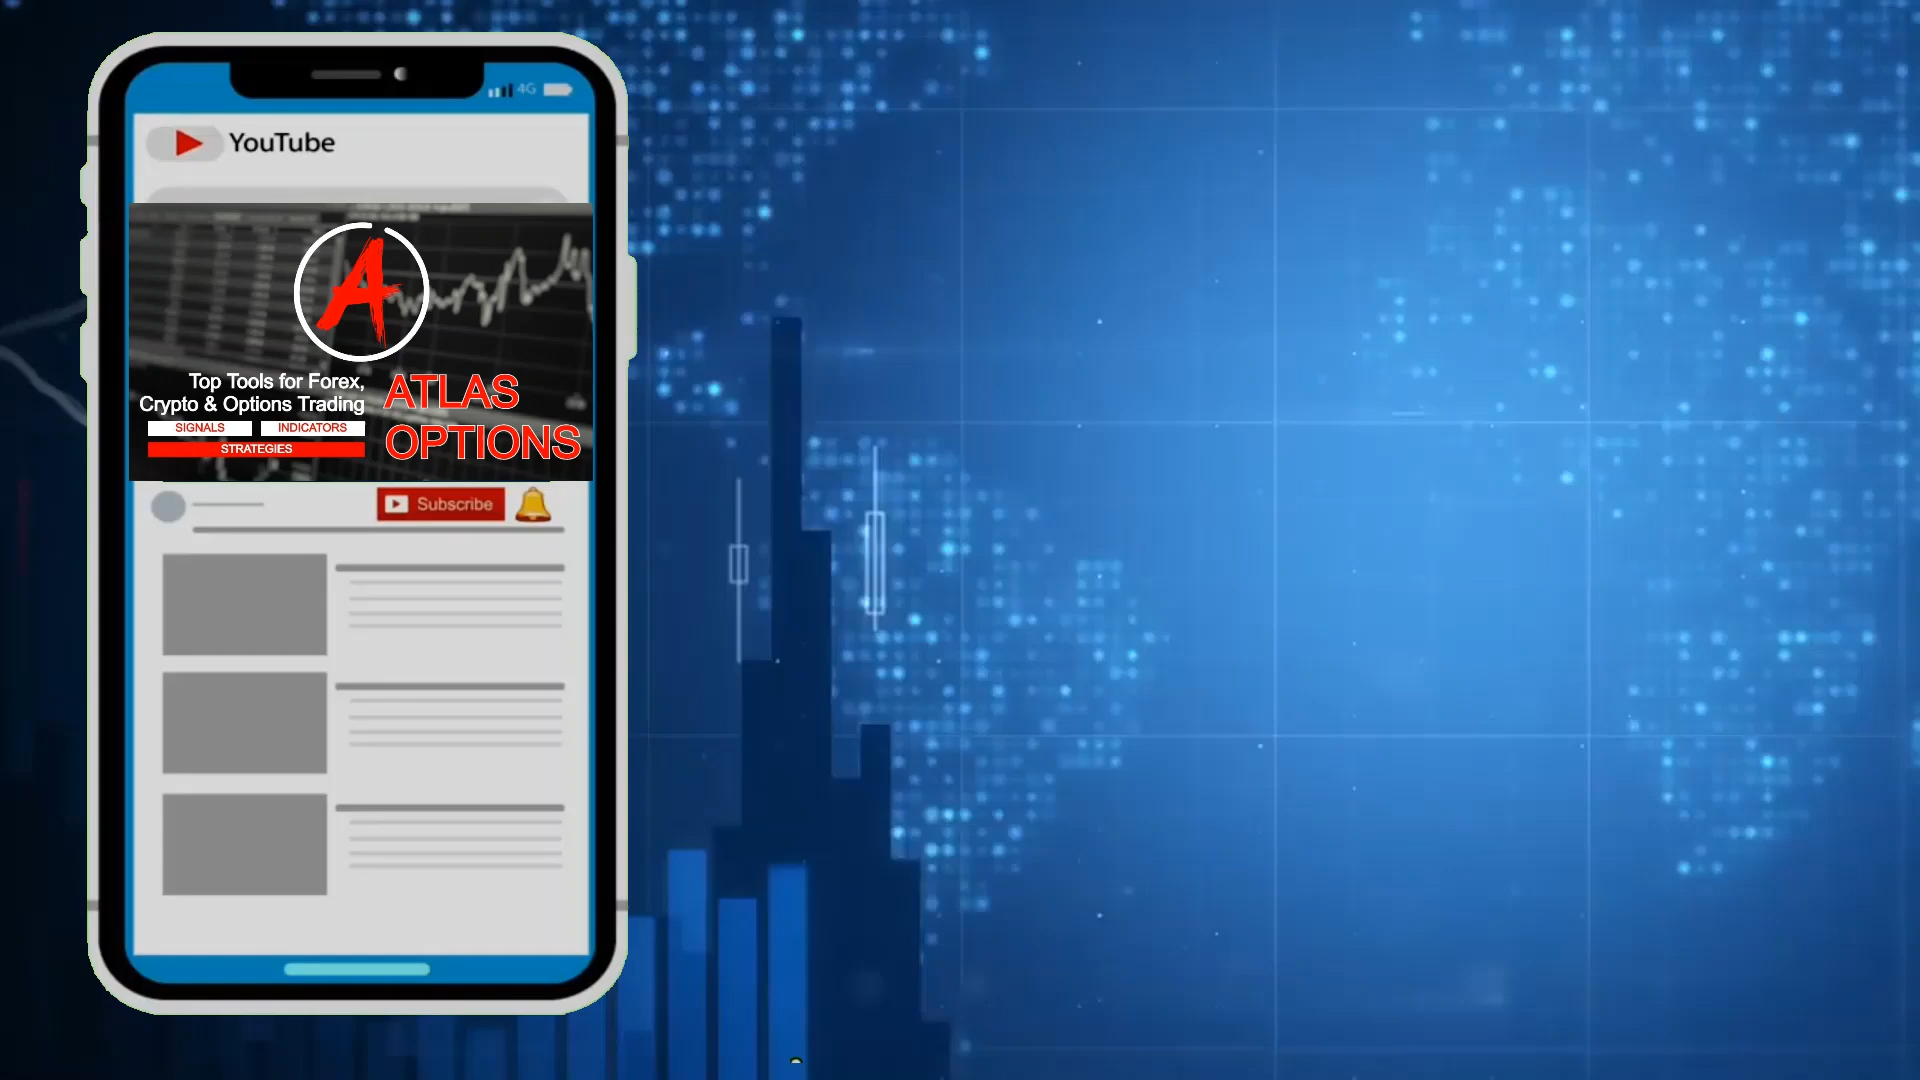 4G
YouTube
A
Top Tools for Forex,
Crypto & Options Trading
SIGNALS INDICATORS
STRATEGIES
ATLAS
OPTIONS
Subscribe